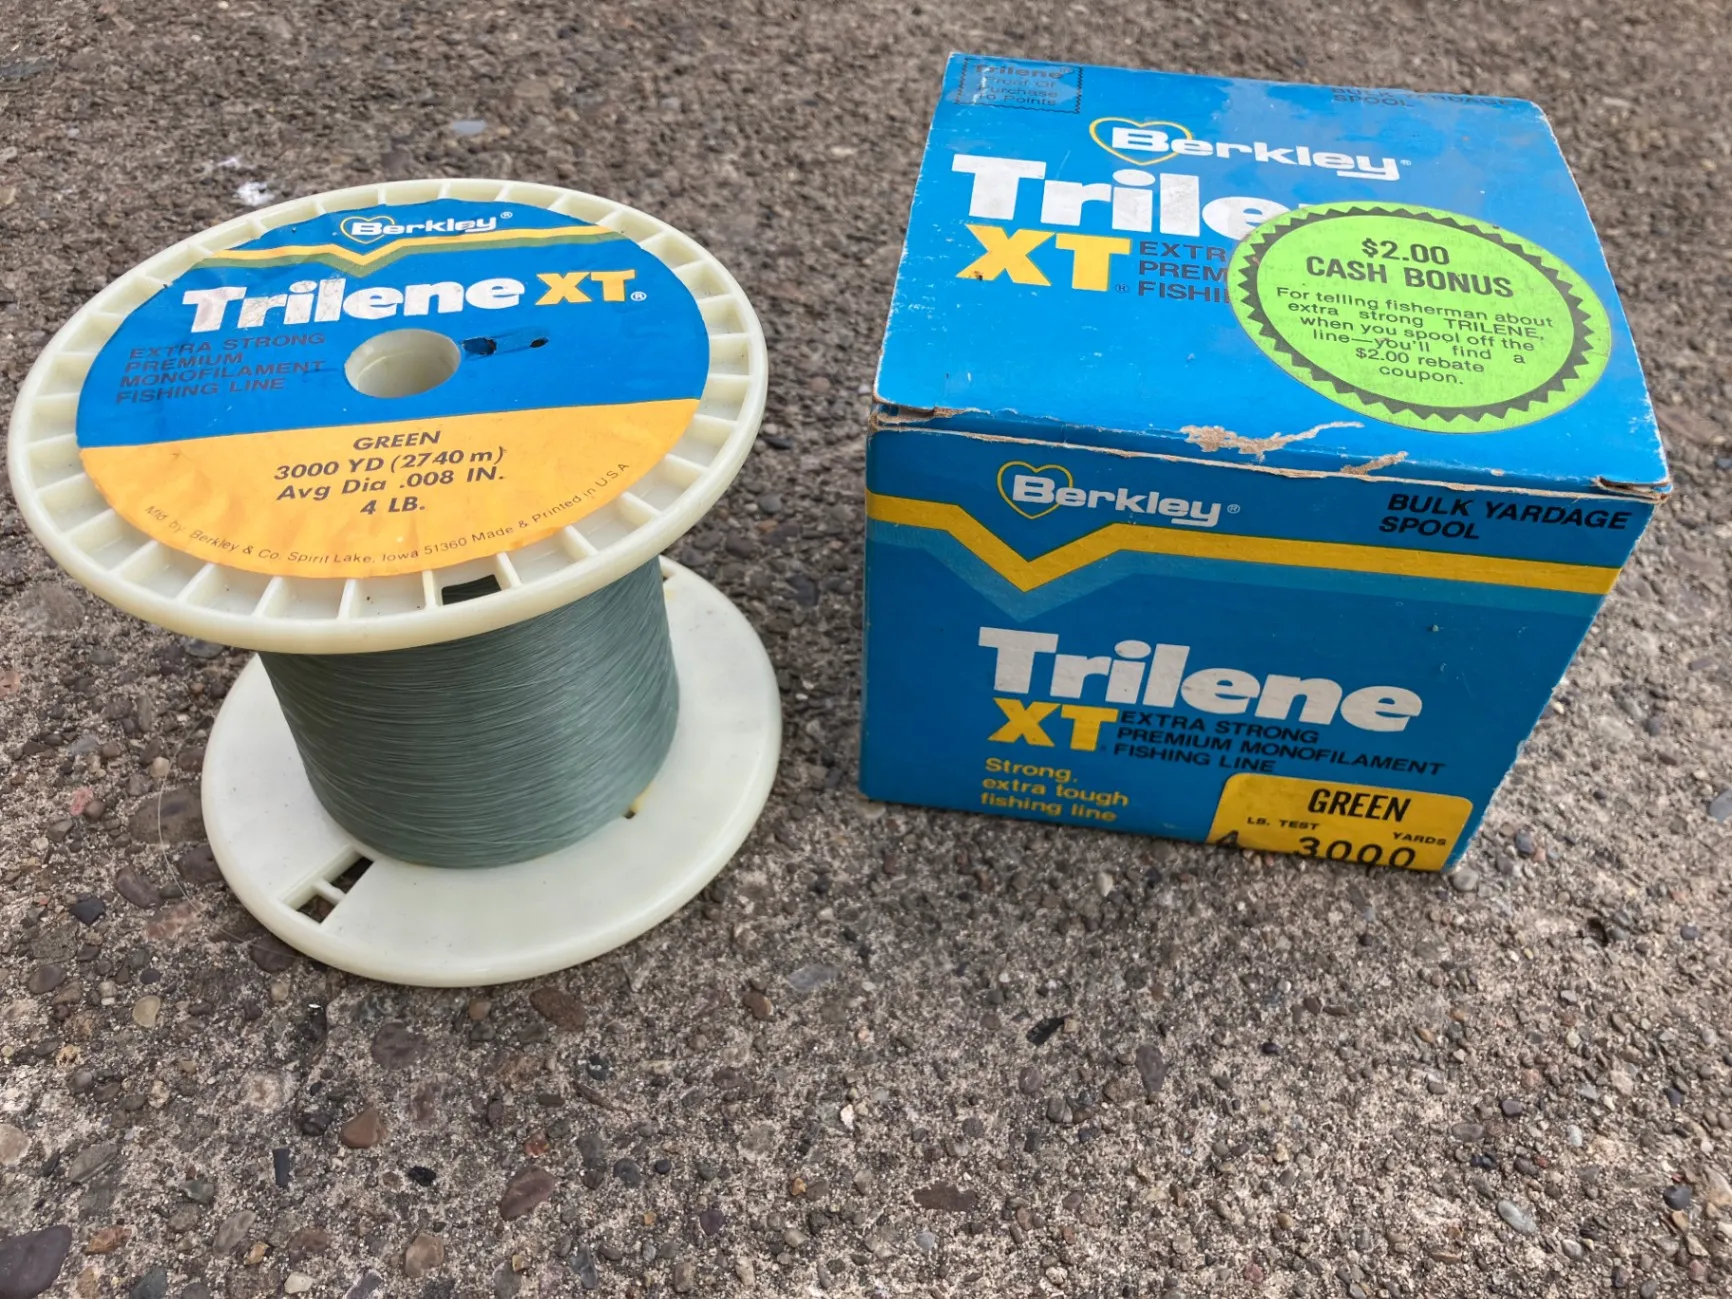 Berkley®
Trilene XT®
EXTRA STRONG
PREMIUM
MONOFILAMENT
FISHING LINE
GREEN
3000 YD (2740 m)
Avg Dia .008 IN.
4 LB.
Mfd by Berkley & Co. Spirit Lake, Iowa 51360 Made & Printed in U.S.A
Trilene®
Proof Of
Purchase
Points
BULK YARDAGE
SPOOL
Berkley®
Trile
XT® EXTR
PREM
FISHI
$2.00
CASH BONUS
For telling fisherman about
extra strong TRILENE,
when you spool off the
line—you'll find a
$2.00 rebate
coupon.
Berkley®
BULK YARDAGE
SPOOL
Trilene
XT EXTRA STRONG
PREMIUM MONOFILAMENT
FISHING LINE
Strong,
extra tough
fishing line
GREEN
LB. TEST YARDS
4 3000